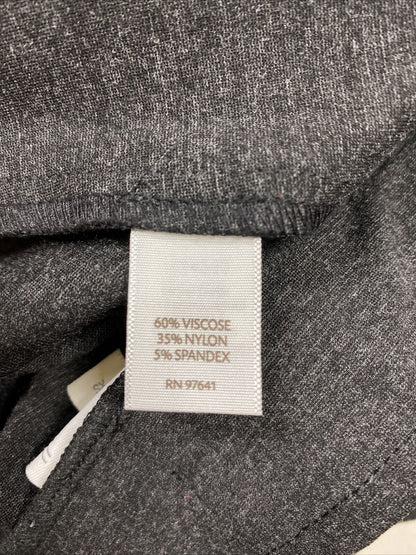 60% VISCOSE
35% NYLON
5% SPANDEX
RN 97641